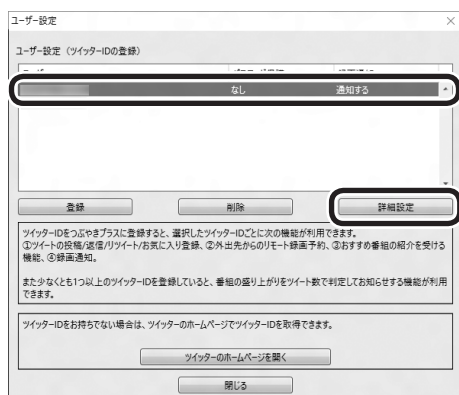 ユーザー設定
ユーザー設定（ツイッターIDの登録）
なし 通知する
登録 削除 詳細設定
ツイッターIDをつぶやきプラスに登録すると、選択したツイッターIDごとに次の機能が利用できます。
①ツイートの投稿/返信/リツイート/お気に入り登録、②外出先からのリモート録画予約、③おすすめ番組の紹介を受ける
機能、④録画通知。
また少なくとも1つ以上のツイッターIDを登録していると、番組の盛り上がりをツイート数で判定してお知らせする機能が利用
できます。
ツイッターIDをお持ちでない場合は、ツイッターのホームページでツイッターIDを取得できます。
ツイッターのホームページを開く
閉じる